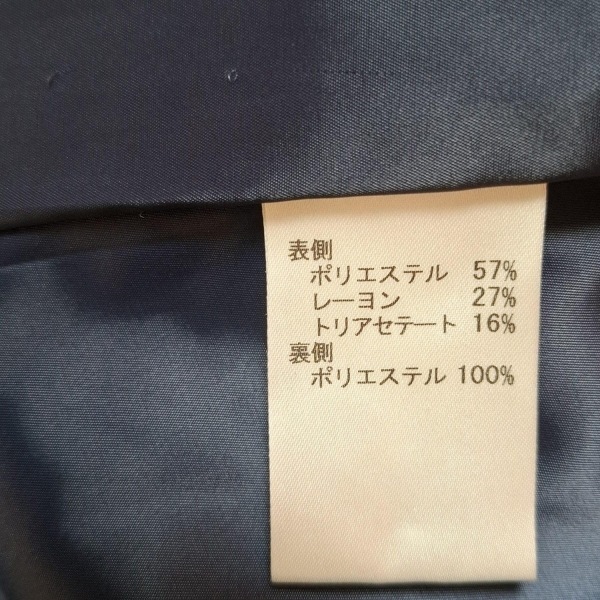 表側
ポリエステル 57%
レーヨン 27%
トリアセテート 16%
裏側
ポリエステル 100%